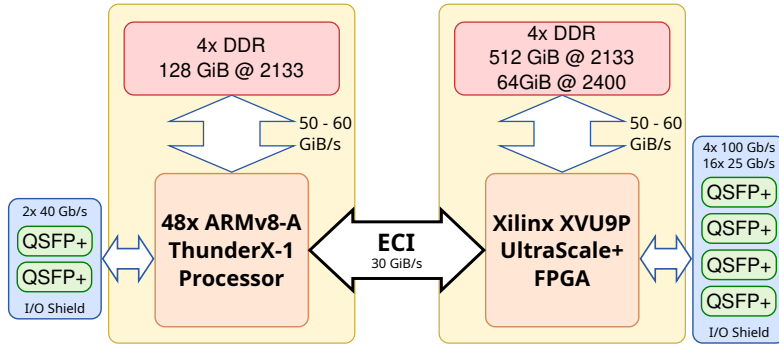 4x DDR
128 GiB @ 2133
50 - 60
GiB/s
2x 40 Gb/s
QSFP+
QSFP+
I/O Shield
48x ARMv8-A
ThunderX-1
Processor
ECI
30 GiB/s
4x DDR
512 GiB @ 2133
64GiB @ 2400
50 - 60
GiB/s
Xilinx XVU9P
UltraScale+
FPGA
4x 100 Gb/s
16x 25 Gb/s
QSFP+
QSFP+
QSFP+
QSFP+
I/O Shield